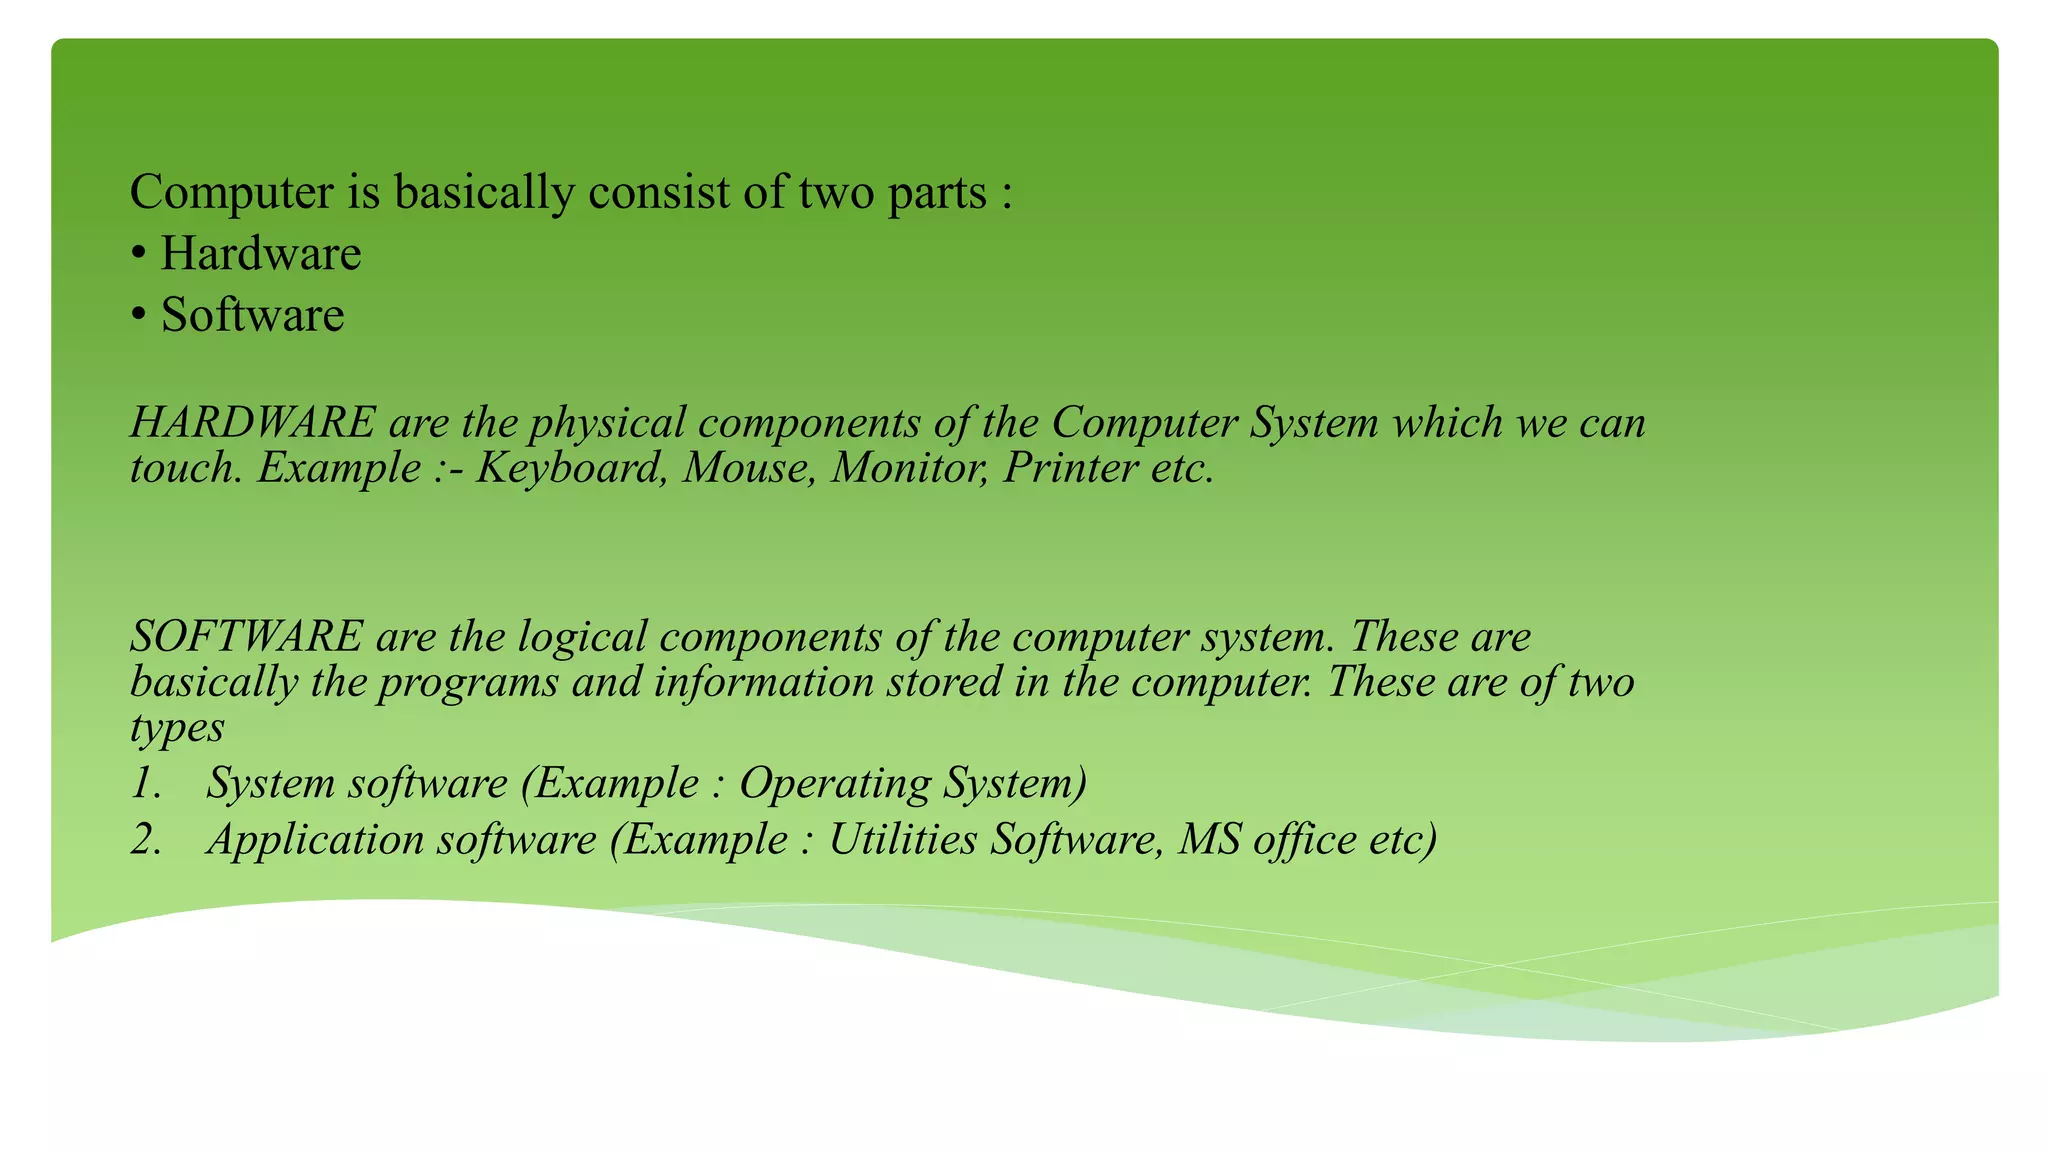 Computer is basically consist of two parts :
• Hardware
• Software
HARDWARE are the physical components of the Computer System which we can
touch. Example :- Keyboard, Mouse, Monitor, Printer etc.
SOFTWARE are the logical components of the computer system. These are
basically the programs and information stored in the computer. These are of two
types
1. System software (Example : Operating System)
2. Application software (Example : Utilities Software, MS office etc)